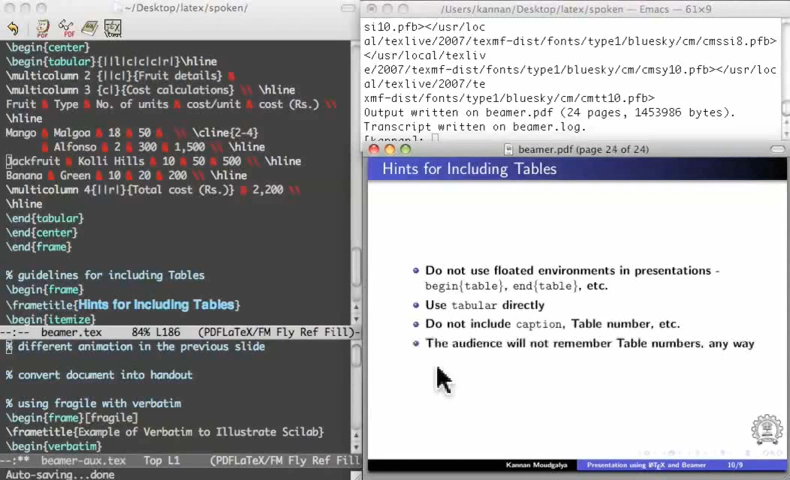 ~/Desktop/latex/spoken
\begin{center}
\begin{tabular}{||l|c|c|c|r|}\hline
\multicolumn 2 {||c|}{Fruit details} &
\multicolumn 3 {c|}{Cost calculations} \\ \hline
Fruit & Type & No. of units & cost/unit & cost (Rs.) \\
\hline
Mango & Malgoa & 18 & 50 & \\ \cline{2-4}
& Alfonso & 2 & 300 & 1,500 \\ \hline
Jackfruit & Kolli Hills & 10 & 50 & 500 \\ \hline
Banana & Green & 10 & 20 & 200 \\ \hline
\multicolumn 4{||r|}{Total cost (Rs.)} & 2,200 \\
\hline
\end{tabular}
\end{center}
\end{frame}
% guidelines for including Tables
\begin{frame}
\frametitle{Hints for Including Tables}
\begin{itemize}
--:-- beamer.tex 84% L186 (PDFLaTeX/FM Fly Ref Fill)--
% different animation in the previous slide
% convert document into handout
% using fragile with verbatim
\begin{frame}[fragile]
\frametitle{Example of Verbatim to Illustrate Scilab}
\begin{verbatim}
--:** beamer-aux.tex Top L1 (PDFLaTeX/FM Fly Ref Fill
Auto-saving...done
~/Desktop/latex/spoken — Emacs — 61×9
si10.pfb></usr/loc
al/texlive/2007/texmf-dist/fonts/type1/bluesky/cm/cmssi8.pfb>
</usr/local/texliv
e/2007/texmf-dist/fonts/type1/bluesky/cm/cmsy10.pfb></usr/loc
al/texlive/2007/te
xmf-dist/fonts/type1/bluesky/cm/cmtt10.pfb>
Output written on beamer.pdf (24 pages, 1453986 bytes).
Transcript written on beamer.log.
beamer.pdf (page 24 of 24)
Hints for Including Tables
Do not use floated environments in presentations -
begin{table}, end{table}, etc.
Use tabular directly
Do not include caption, Table number, etc.
The audience will not remember Table numbers, any way
Kannan Moudgalya Presentation using LATEX and Beamer 10/9